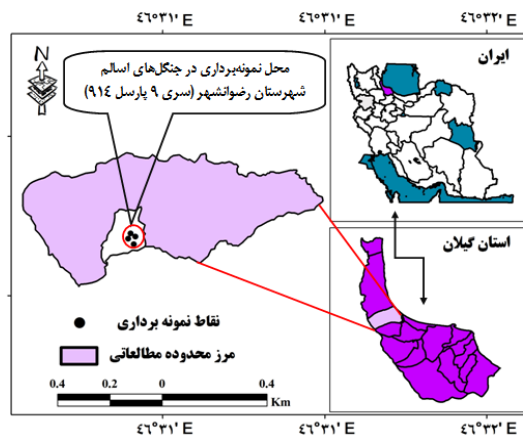 ۴۶°۳۱' E
۴۶°۳۱' E
۴۶°۳۲' E
N
محل نمونه‌برداری در جنگل‌های اسالم
شهرستان رضوانشهر (سری ۹ پارسل ۹۱۴)
ایران
استان گیلان
نقاط نمونه برداری
مرز محدوده مطالعاتی
0.4 0.2 0 0.4
Km
۴۶°۳۱' E
۴۶°۳۱' E
۴۶°۳۲' E